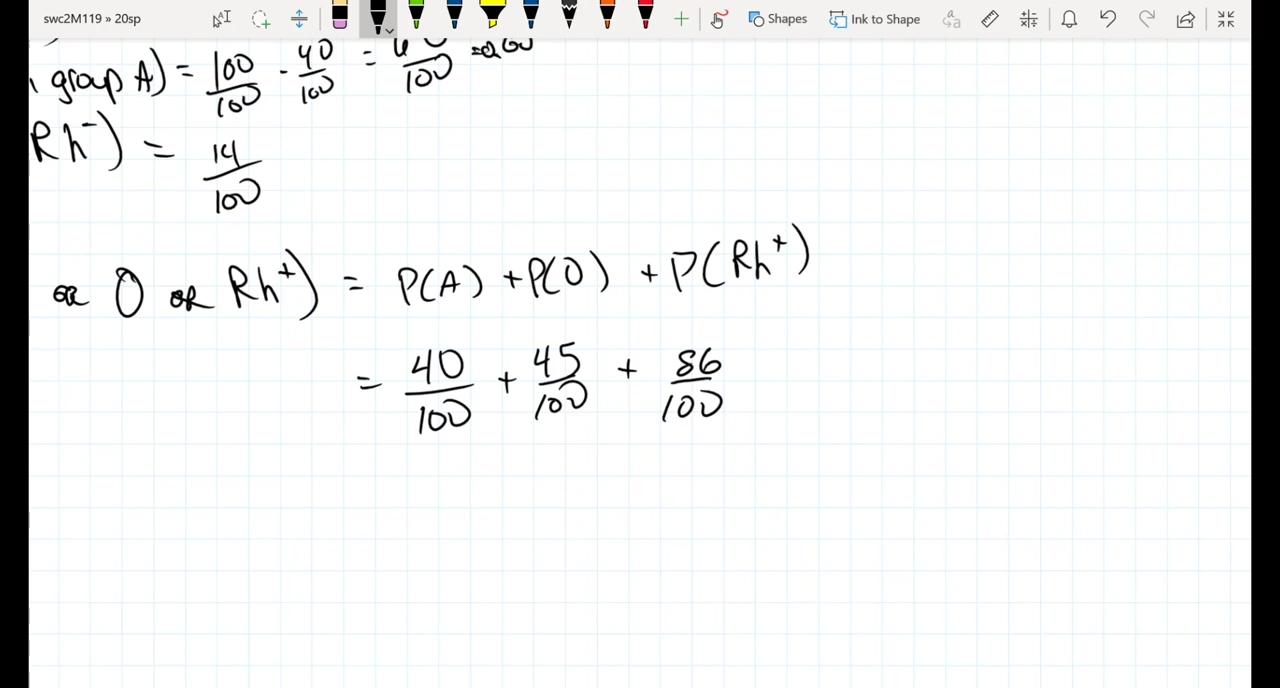 swc2M119 » 20sp
Shapes
Ink to Shape
group A) = 100/100 - 40/100 = /100
Rh⁻) = 14/100
OR O OR Rh⁺) = P(A) + P(O) + P(Rh⁺)
= 40/100 + 45/100 + 86/100